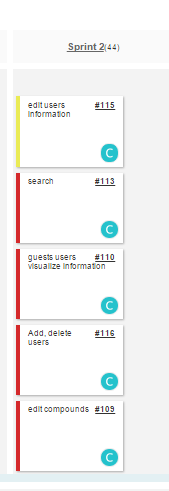 Sprint 2(44)
edit users #115
information
C
search #113
C
guests users #110
visualize information
C
Add, delete #116
users
C
edit compounds #109
C